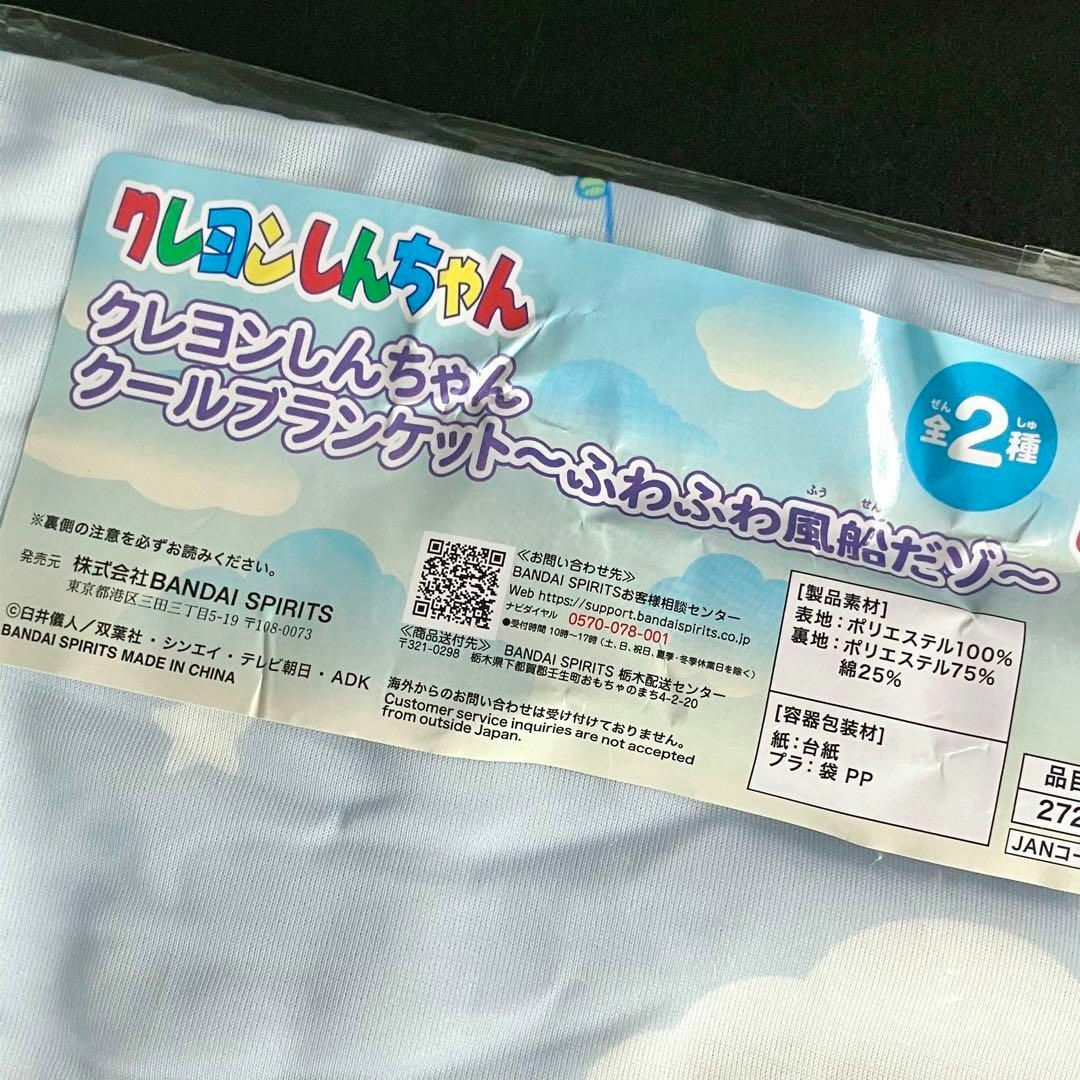 クレヨンしんちゃん
クレヨンしんちゃん
クールブランケット～ふわふわ風船だゾ～
ふう せん
ぜん しゅ
全2種
※裏側の注意を必ずお読みください。
発売元 株式会社BANDAI SPIRITS
東京都港区三田三丁目5-19 〒108-0073
©臼井儀人／双葉社・シンエイ・テレビ朝日・ADK
BANDAI SPIRITS MADE IN CHINA
≪お問い合わせ先≫
BANDAI SPIRITSお客様相談センター
Web https://support.bandaispirits.co.jp
ナビダイヤル 0570-078-001
●受付時間 10時～17時(土、日、祝日、夏季・冬季休業日を除く)
≪商品送付先≫ BANDAI SPIRITS 栃木配送センター
〒321-0298 栃木県下都賀郡壬生町おもちゃのまち4-2-20
海外からのお問い合わせは受け付けておりません。
Customer service inquiries are not accepted
from outside Japan.
[製品素材]
表地：ポリエステル100%
裏地：ポリエステル75%
綿25%
[容器包装材]
紙：台紙
プラ：袋 PP
品目
272
JANコー